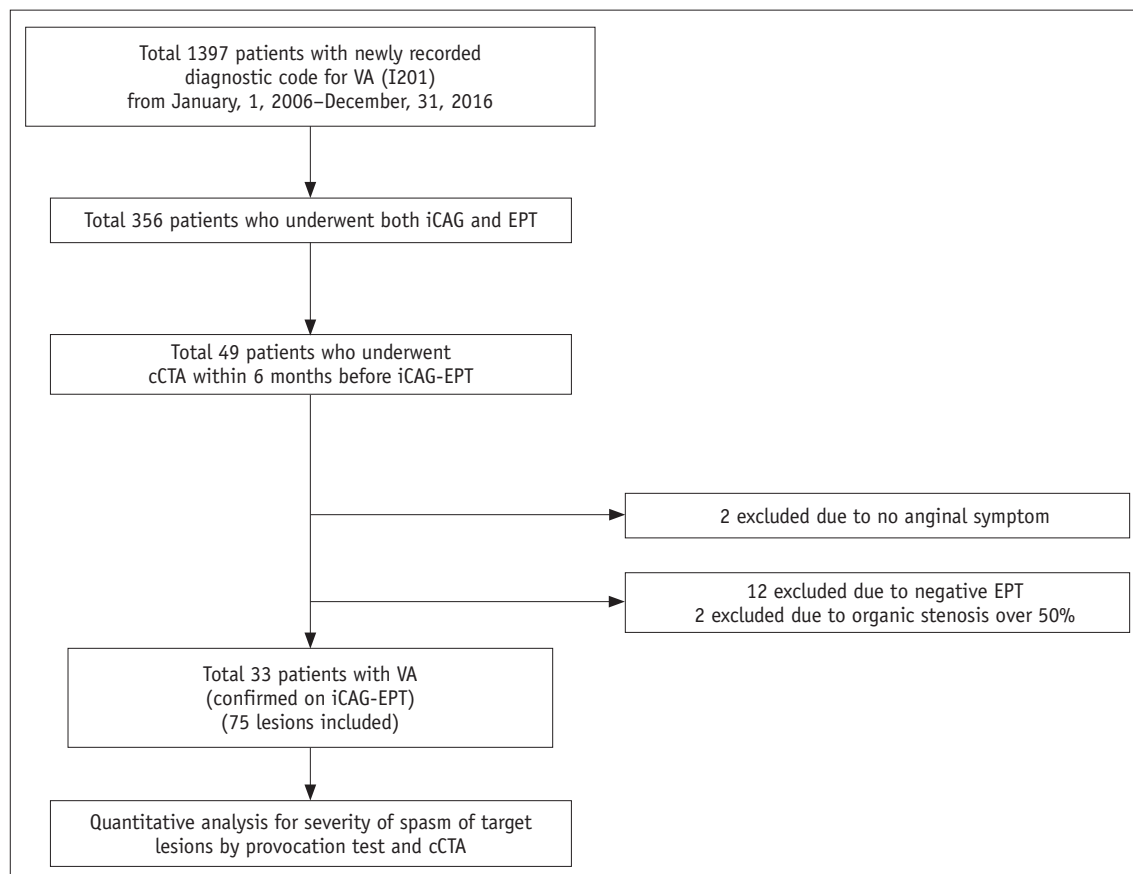 Total 1397 patients with newly recorded
diagnostic code for VA (I201)
from January, 1, 2006–December, 31, 2016
Total 356 patients who underwent both iCAG and EPT
Total 49 patients who underwent
cCTA within 6 months before iCAG-EPT
2 excluded due to no anginal symptom
12 excluded due to negative EPT
2 excluded due to organic stenosis over 50%
Total 33 patients with VA
(confirmed on iCAG-EPT)
(75 lesions included)
Quantitative analysis for severity of spasm of target
lesions by provocation test and cCTA